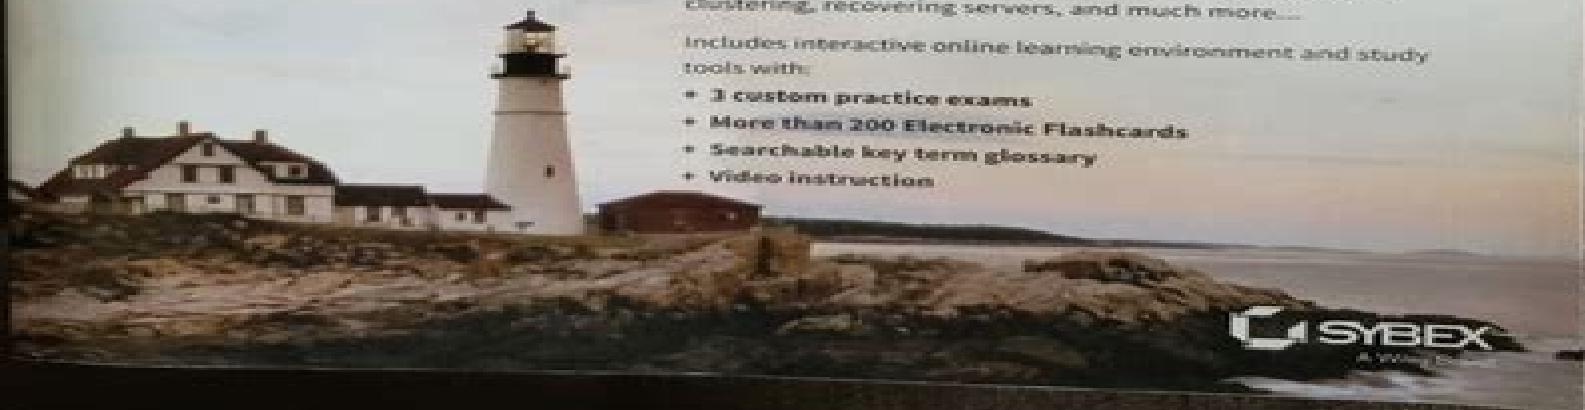 clustering, recovering servers, and much more....
Includes interactive online learning environment and study
tools with:
• 3 custom practice exams
• More than 200 Electronic Flashcards
• Searchable key term glossary
• Video instruction
SYBEX
A